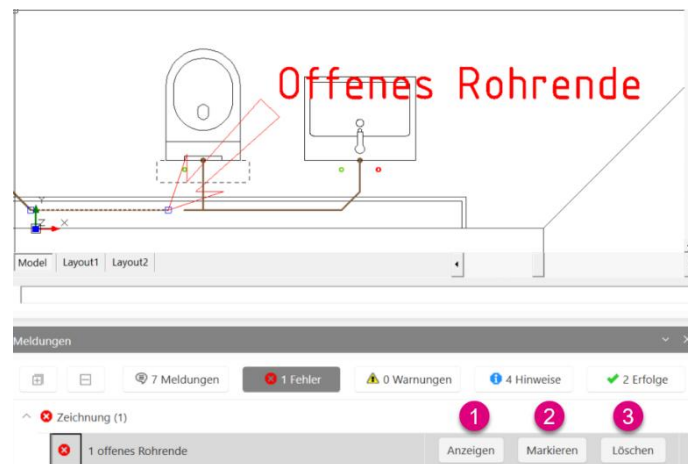 Offenes Rohrende
Y
Z X
Model Layout1 Layout2
Meldungen
7 Meldungen 1 Fehler 0 Warnungen 4 Hinweise 2 Erfolge
Zeichnung (1)
1 2 3
1 offenes Rohrende Anzeigen Markieren Löschen